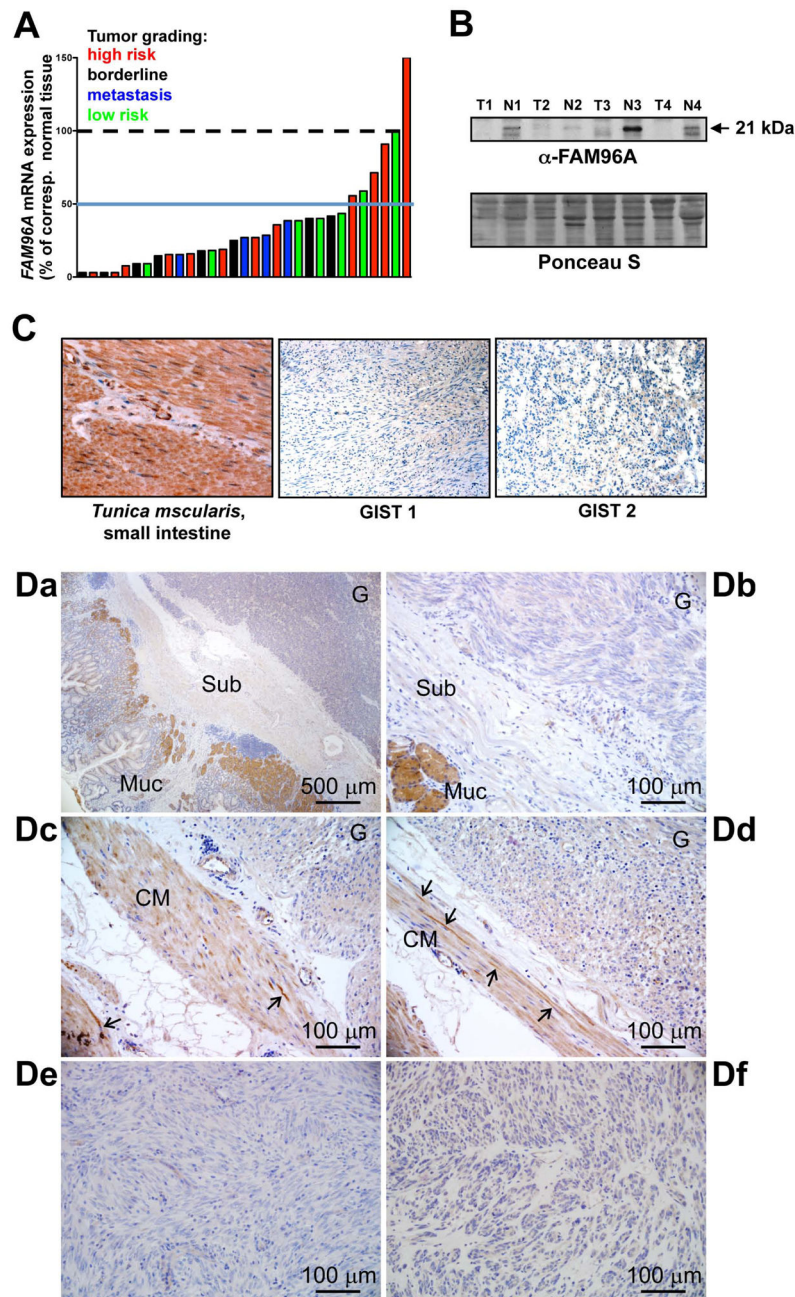 A
Tumor grading:
high risk
borderline
metastasis
low risk
FAM96A mRNA expression
(% of corresp. normal tissue)
150
100
50
0
B
T1 N1 T2 N2 T3 N3 T4 N4
21 kDa
α-FAM96A
Ponceau S
C
Tunica mscularis,
small intestine
GIST 1
GIST 2
Da
G
Sub
Muc
500 μm
Db
G
Sub
Muc
100 μm
Dc
G
CM
100 μm
Dd
G
CM
100 μm
De
100 μm
Df
100 μm